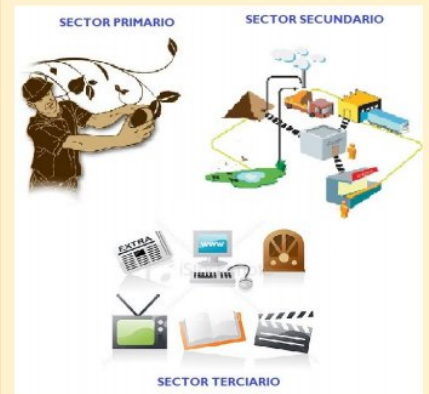 SECTOR PRIMARIO
SECTOR SECUNDARIO
EXTRA
www
SECTOR TERCIARIO